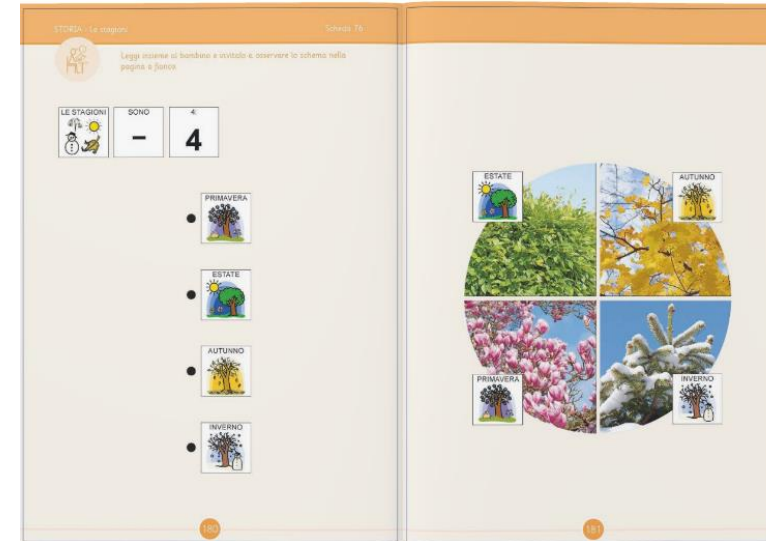 STORIA - Le stagioni
Scheda 76
Leggi insieme al bambino e invitalo a osservare lo schema nella
pagina a fianco.
LE STAGIONI
SONO
-
4:
4
PRIMAVERA
ESTATE
AUTUNNO
INVERNO
180
ESTATE
AUTUNNO
PRIMAVERA
INVERNO
181